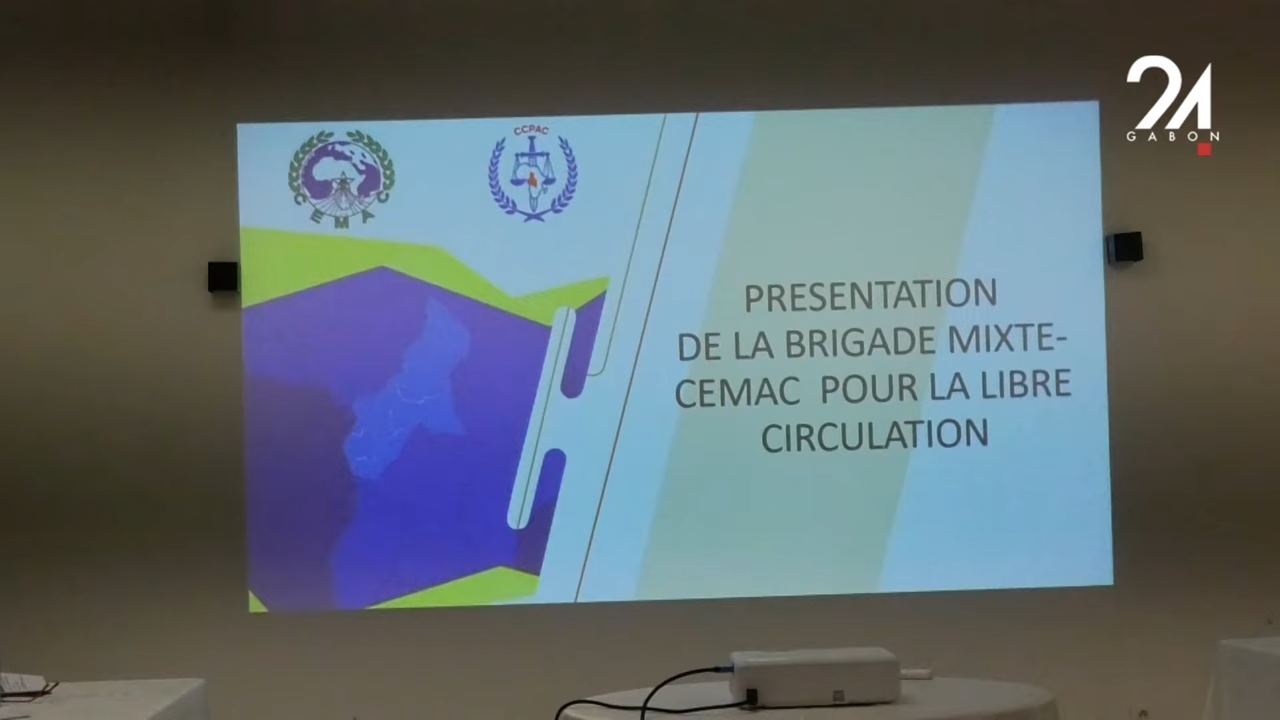 24
GABON
CEMAC
CCPAC
PRESENTATION
DE LA BRIGADE MIXTE-
CEMAC POUR LA LIBRE
CIRCULATION